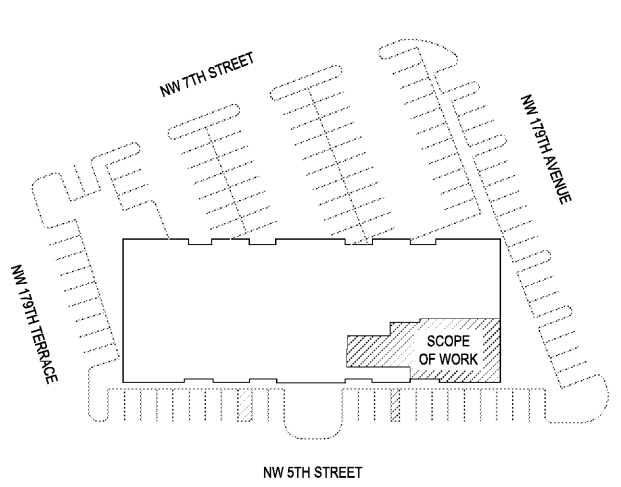 NW 7TH STREET
NW 179TH AVENUE
NW 179TH TERRACE
SCOPE
OF WORK
NW 5TH STREET